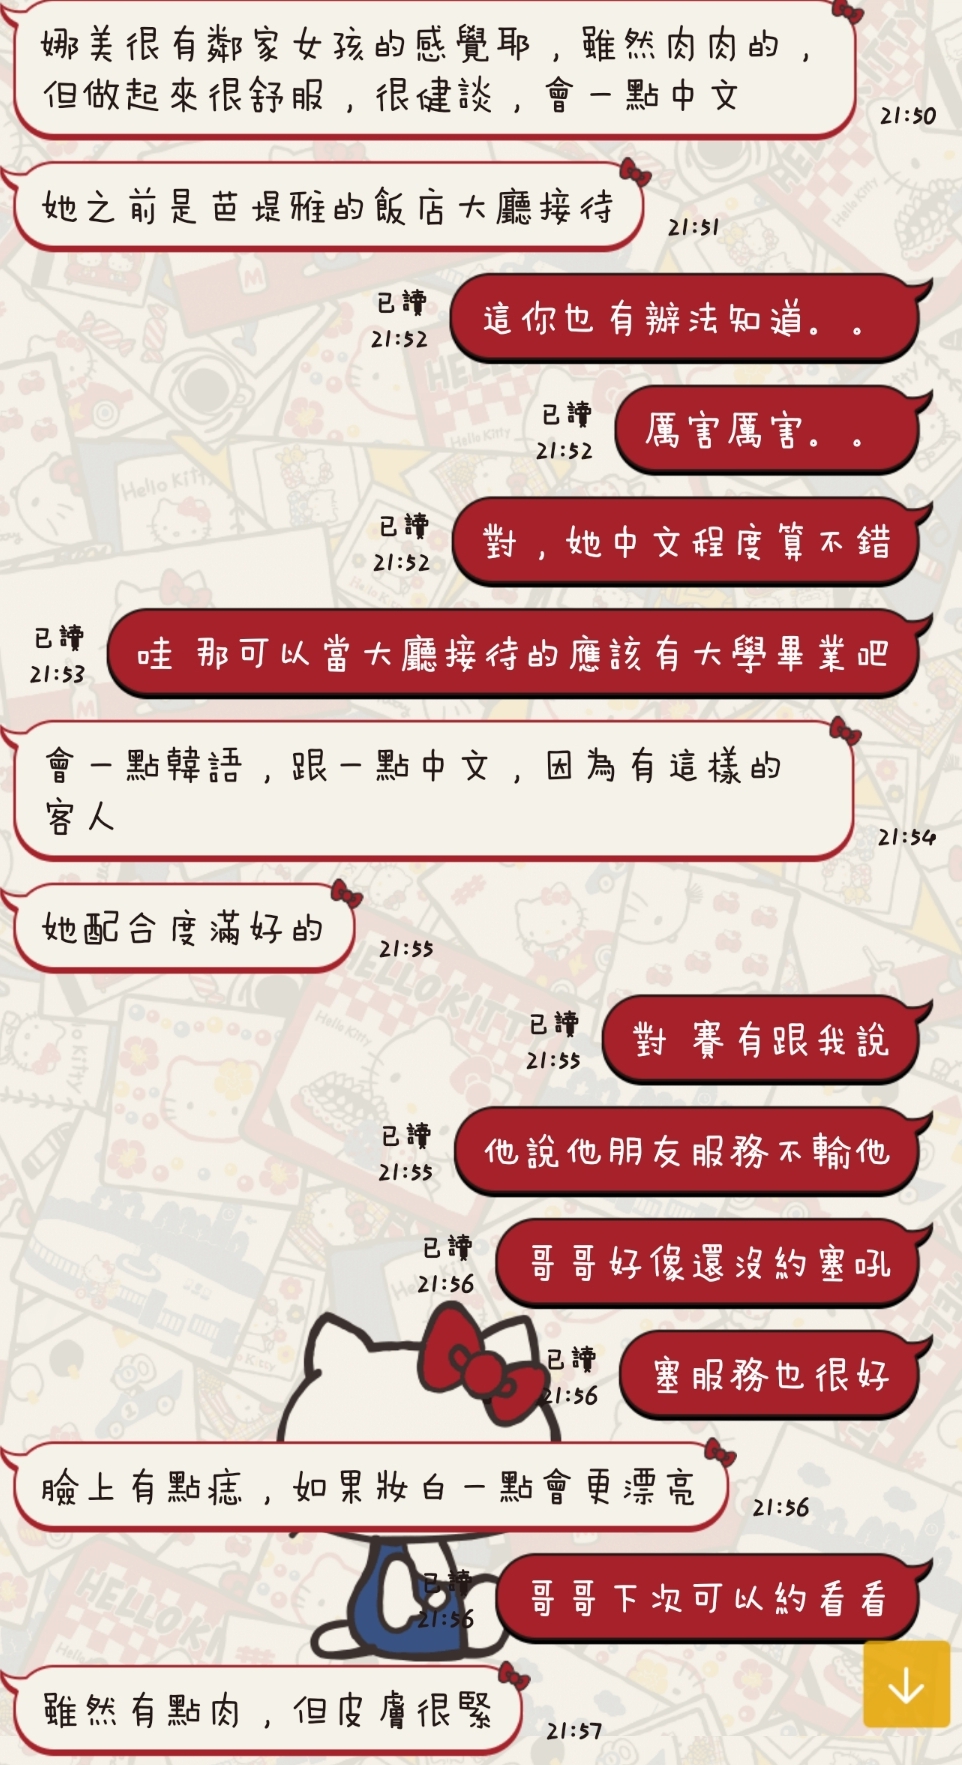 娜美很有鄰家女孩的感覺耶，雖然肉肉的，
但做起來很舒服，很健談，會一點中文
21:50
她之前是芭堤雅的飯店大廳接待
21:51
已讀
21:52
這你也有辦法知道。。
已讀
21:52
厲害厲害。。
已讀
21:52
對，她中文程度算不錯
已讀
21:53
哇 那可以當大廳接待的應該有大學畢業吧
會一點韓語，跟一點中文，因為有這樣的
客人
21:54
她配合度滿好的
21:55
已讀
21:55
對 賽有跟我說
已讀
21:55
他說他朋友服務不輸他
已讀
21:56
哥哥好像還沒約塞吼
已讀
21:56
塞服務也很好
臉上有點痣，如果妝白一點會更漂亮
21:56
已讀
21:56
哥哥下次可以約看看
雖然有點肉，但皮膚很緊
21:57